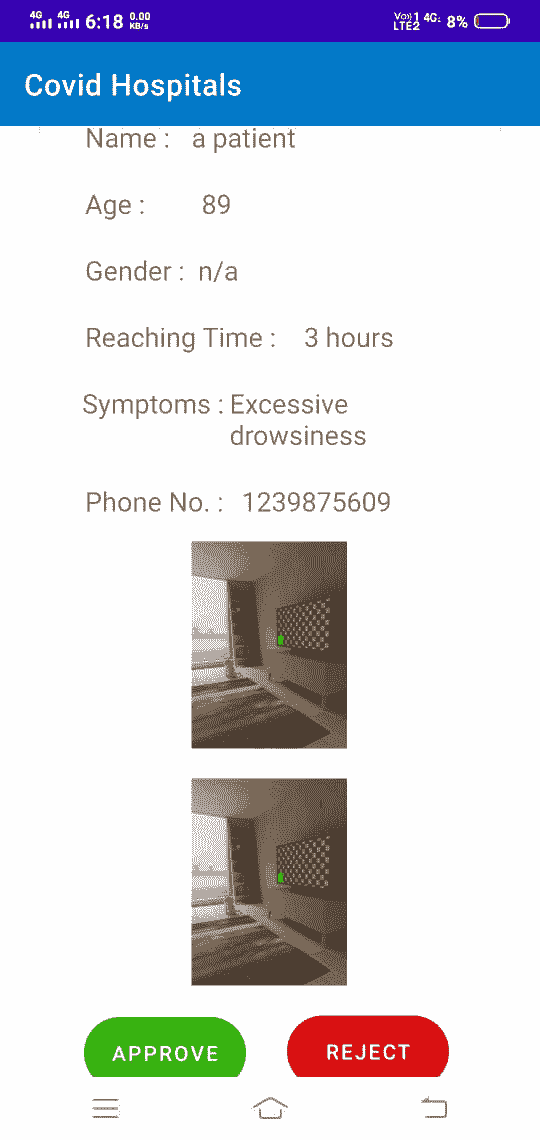 4G 4G 6:18 0.00 KB/s Vo) 1 LTE2 4G 8%
Covid Hospitals
Name : a patient
Age : 89
Gender : n/a
Reaching Time : 3 hours
Symptoms : Excessive
drowsiness
Phone No. : 1239875609
APPROVE REJECT